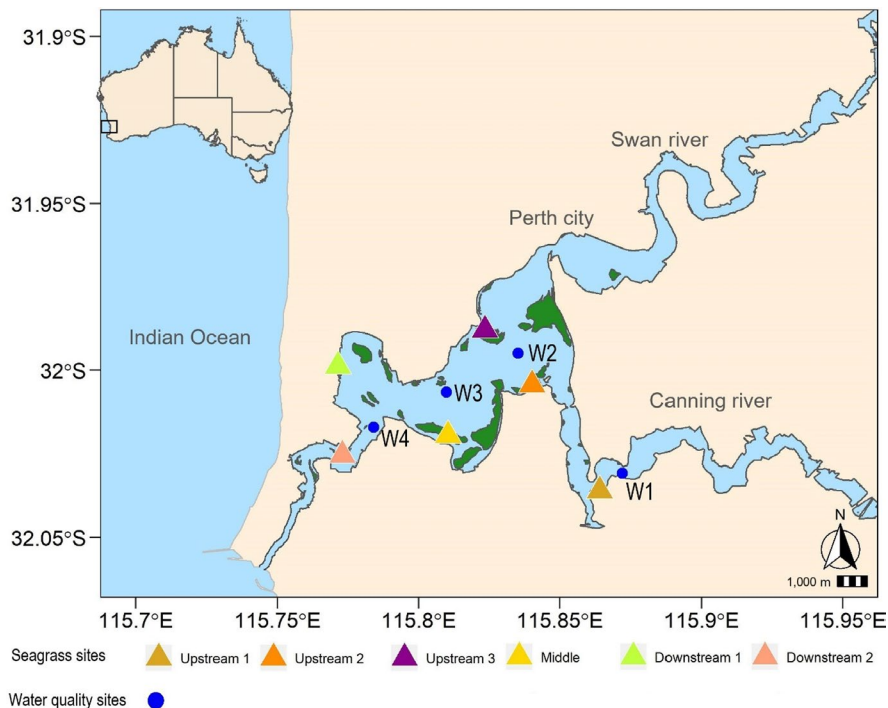 31.9°
31.95°
32°
32.05°
Swan river
Perth city
Indian Ocean
W2
W3
Canning river
W4
W1
N
1,000 m
115.7°E
115.75°E
115.8°E
115.85°E
115.9°E
115.95°E
Seagrass sites
Upstream 1
Upstream 2
Upstream 3
Middle
Downstream 1
Downstream 2
Water quality sites